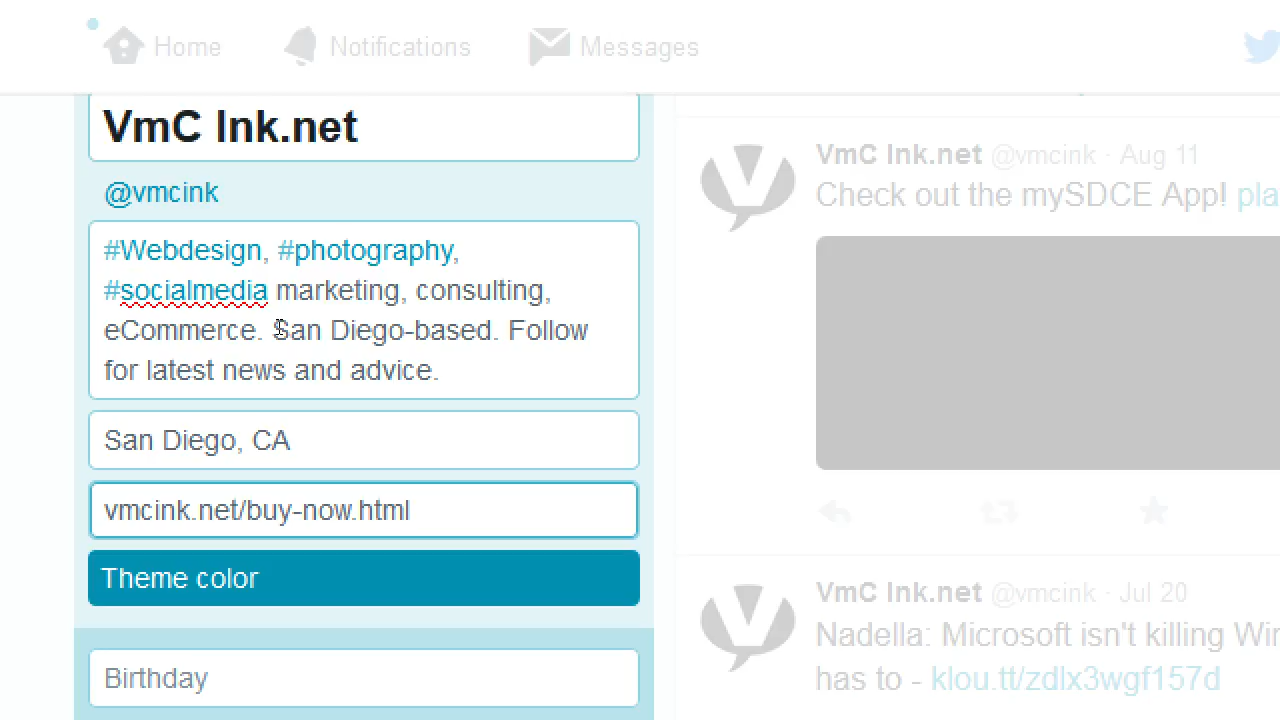 Home Notifications Messages
VmC Ink.net
@vmcink
#Webdesign, #photography,
#socialmedia marketing, consulting,
eCommerce. San Diego-based. Follow
for latest news and advice.
San Diego, CA
vmcink.net/buy-now.html
Theme color
Birthday
VmC Ink.net @vmcink · Aug 11
Check out the mySDCE App! pla
VmC Ink.net @vmcink · Jul 20
Nadella: Microsoft isn't killing Win
has to - klou.tt/zdlx3wgf157d